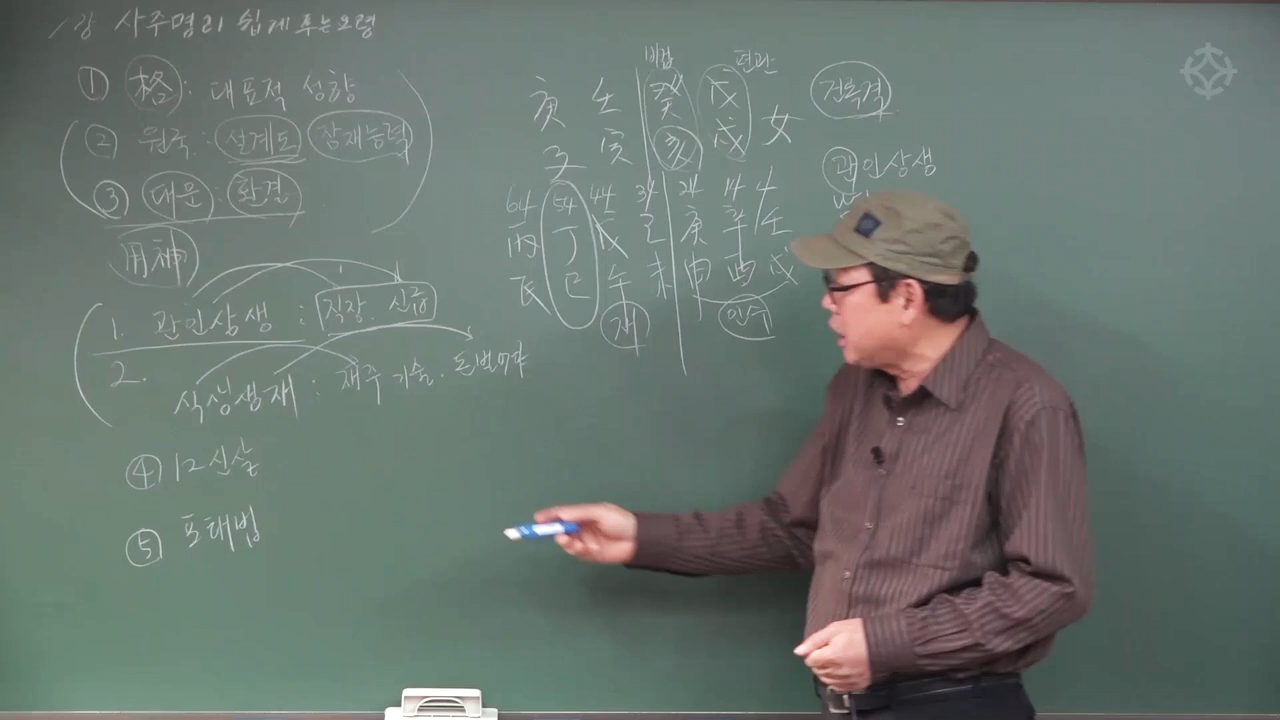 1강 사주명리 쉽게 푸는 요령
① 格 : 대표적 성향
② 원국 : 설계도 잠재능력
③ 대운 : 환경
用神
1. 관인상생 : 직장.
2. 식상생재 : 재주 기술. 돈번다
④ 12신살
⑤ 포태법
비겁 편관
庚 壬 癸 戊
子 寅 亥 戌 女
건록격
관인상생
64 54 44 34 24 14 4
丙 丁 戊 己 庚 辛 壬
巳 午 未 申 酉 戌
재 인수